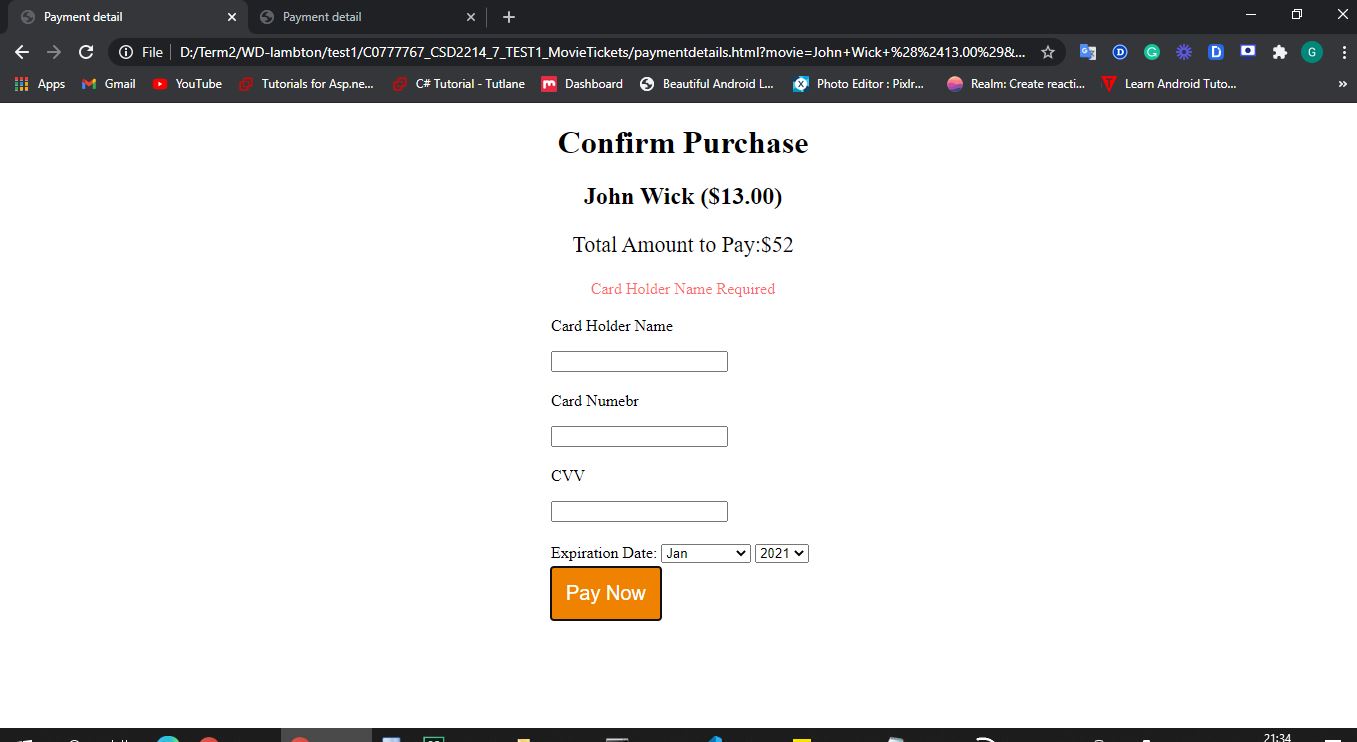 Payment detail
Payment detail
File D:/Term2/WD-lambton/test1/C0777767_CSD2214_7_TEST1_MovieTickets/paymentdetails.html?movie=John+Wick+%28%2413.00%29&...
G
Apps Gmail YouTube Tutorials for Asp.ne... C# Tutorial - Tutlane Dashboard Beautiful Android L... Photo Editor : Pixlr... Realm: Create reacti... Learn Android Tuto... »
Confirm Purchase
John Wick ($13.00)
Total Amount to Pay:$52
Card Holder Name Required
Card Holder Name
Card Numebr
CVV
Expiration Date: Jan 2021
Pay Now
21:34